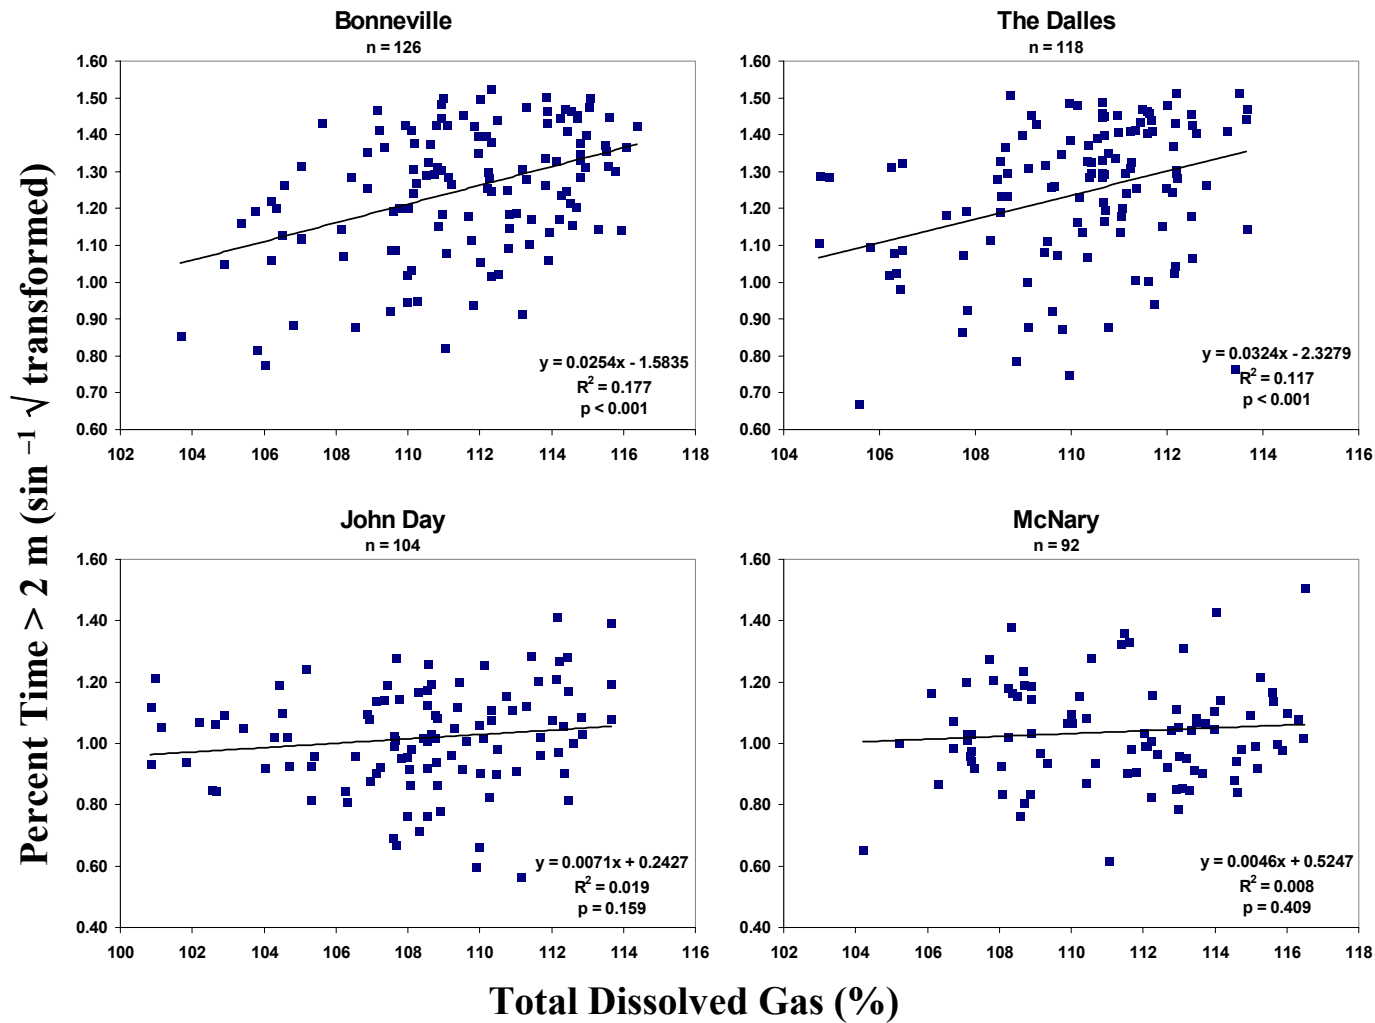 Percent Time > 2 m (sin⁻¹ √ transformed)
Bonneville
n = 126
1.60
1.50
1.40
1.30
1.20
1.10
1.00
0.90
0.80
0.70
0.60
102 104 106 108 110 112 114 116 118
y = 0.0254x - 1.5835
R² = 0.177
p < 0.001
The Dalles
n = 118
1.60
1.50
1.40
1.30
1.20
1.10
1.00
0.90
0.80
0.70
0.60
104 106 108 110 112 114 116
y = 0.0324x - 2.3279
R² = 0.117
p < 0.001
John Day
n = 104
1.60
1.40
1.20
1.00
0.80
0.60
0.40
100 102 104 106 108 110 112 114 116
y = 0.0071x + 0.2427
R² = 0.019
p = 0.159
McNary
n = 92
1.60
1.40
1.20
1.00
0.80
0.60
0.40
102 104 106 108 110 112 114 116 118
y = 0.0046x + 0.5247
R² = 0.008
p = 0.409
Total Dissolved Gas (%)